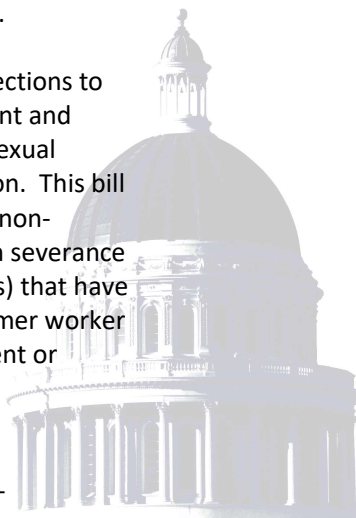 .
ections to
nt and
exual
on. This bill
non-
n severance
s) that have
mer worker
ent or
-